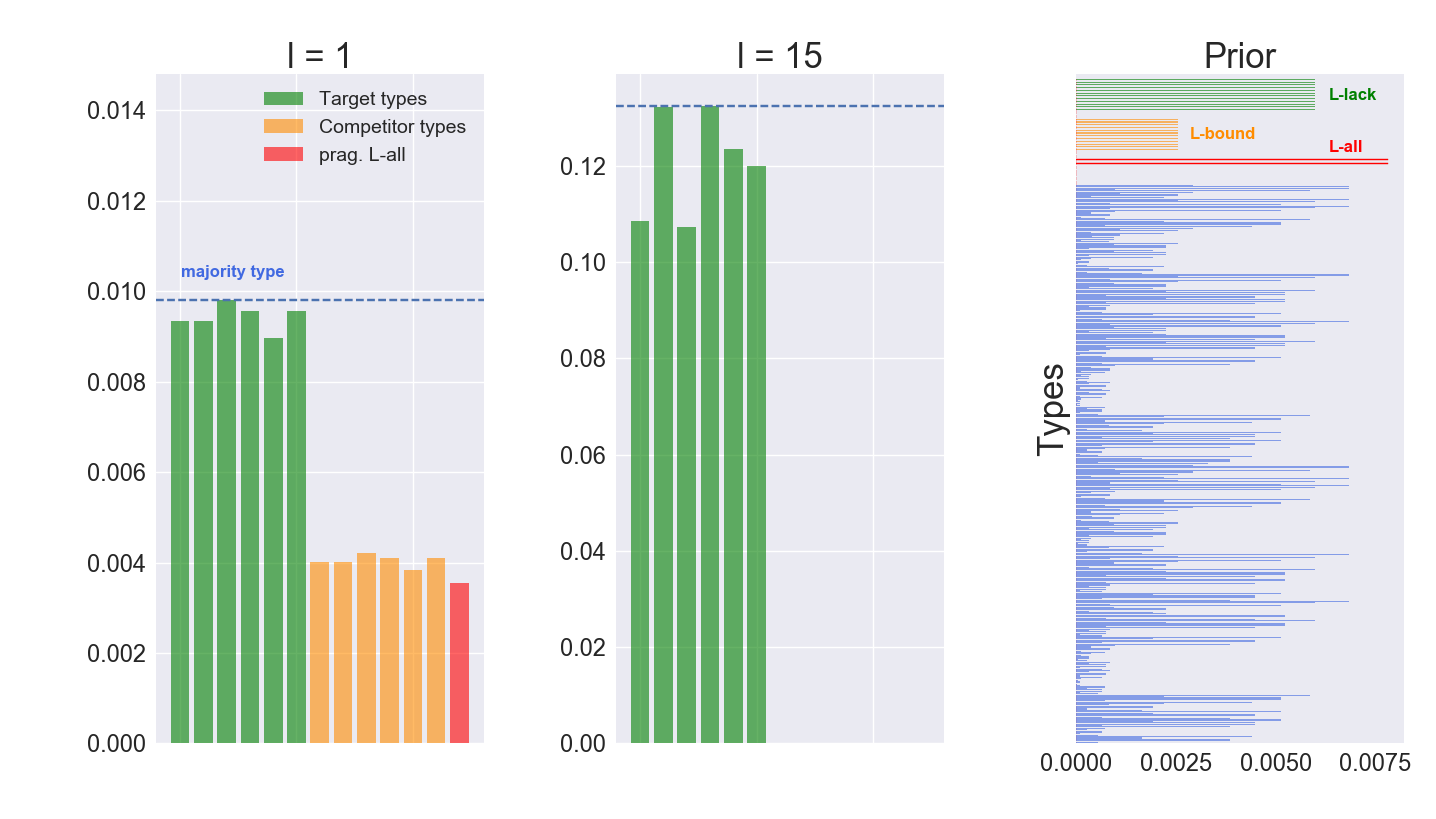 l = 1
0.014
0.012
0.010
0.008
0.006
0.004
0.002
0.000
Target types
Competitor types
prag. L-all
majority type
l = 15
0.12
0.10
0.08
0.06
0.04
0.02
0.00
Prior
L-lack
L-bound
L-all
Types
0.0000 0.0025 0.0050 0.0075